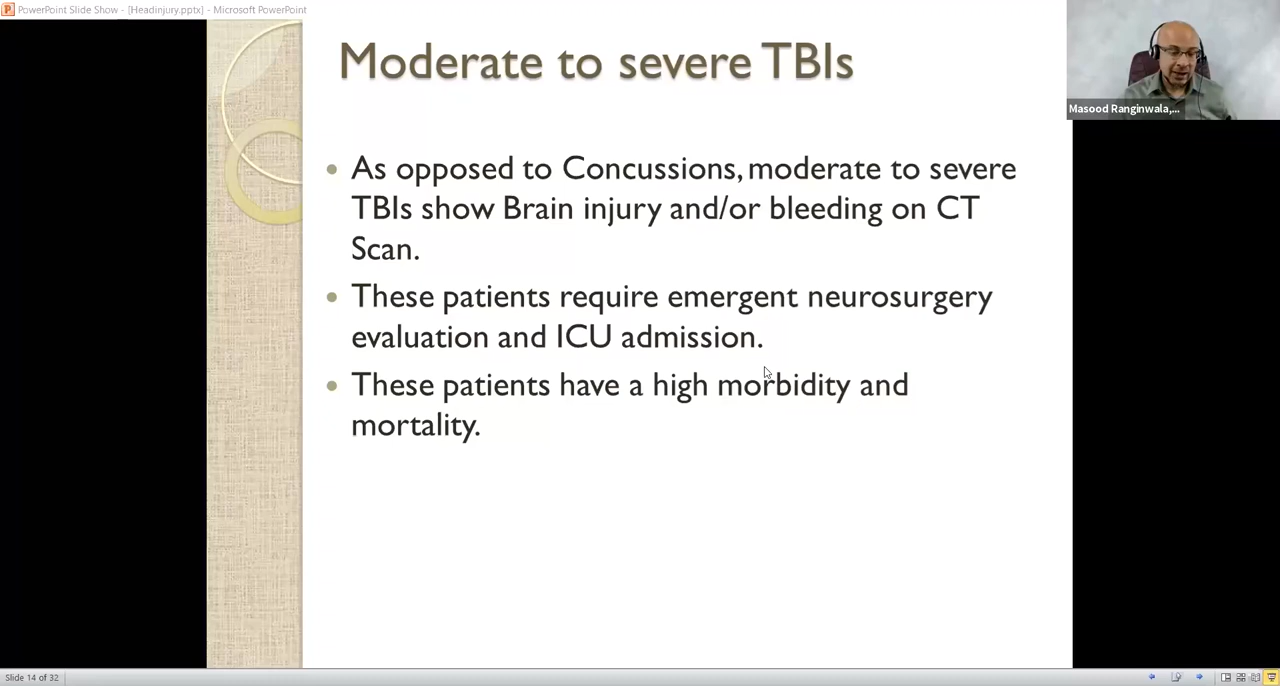 PowerPoint Slide Show - [Headinjury.pptx] - Microsoft PowerPoint
Moderate to severe TBIs
Masood Ranginwala,...
• As opposed to Concussions, moderate to severe
TBIs show Brain injury and/or bleeding on CT
Scan.
• These patients require emergent neurosurgery
evaluation and ICU admission.
• These patients have a high morbidity and
mortality.
Slide 14 of 32